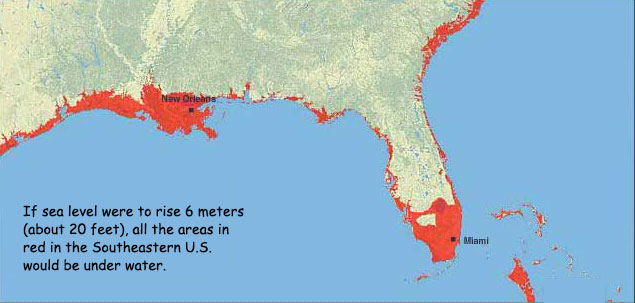 New Orleans
If sea level were to rise 6 meters
(about 20 feet), all the areas in
red in the Southeastern U.S.
would be under water.
Miami